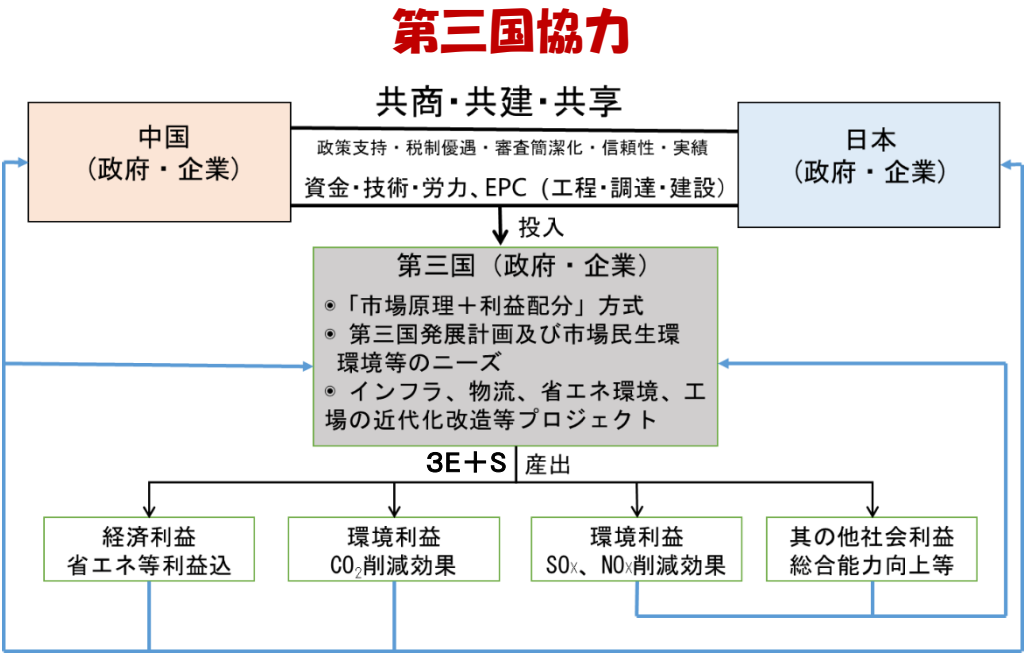 第三国協力
共商・共建・共享
中国
（政府・企業）
政策支持・税制優遇・審査簡潔化・信頼性・実績
資金・技術・労力、EPC（工程・調達・建設）
日本
（政府・企業）
投入
第三国（政府・企業）
◉「市場原理＋利益配分」方式
◉ 第三国発展計画及び市場民生環
環境等のニーズ
◉ インフラ、物流、省エネ環境、工
場の近代化改造等プロジェクト
3E＋S 産出
経済利益
省エネ等利益込
環境利益
CO₂削減効果
環境利益
SOX、NOX削減効果
其の他社会利益
総合能力向上等